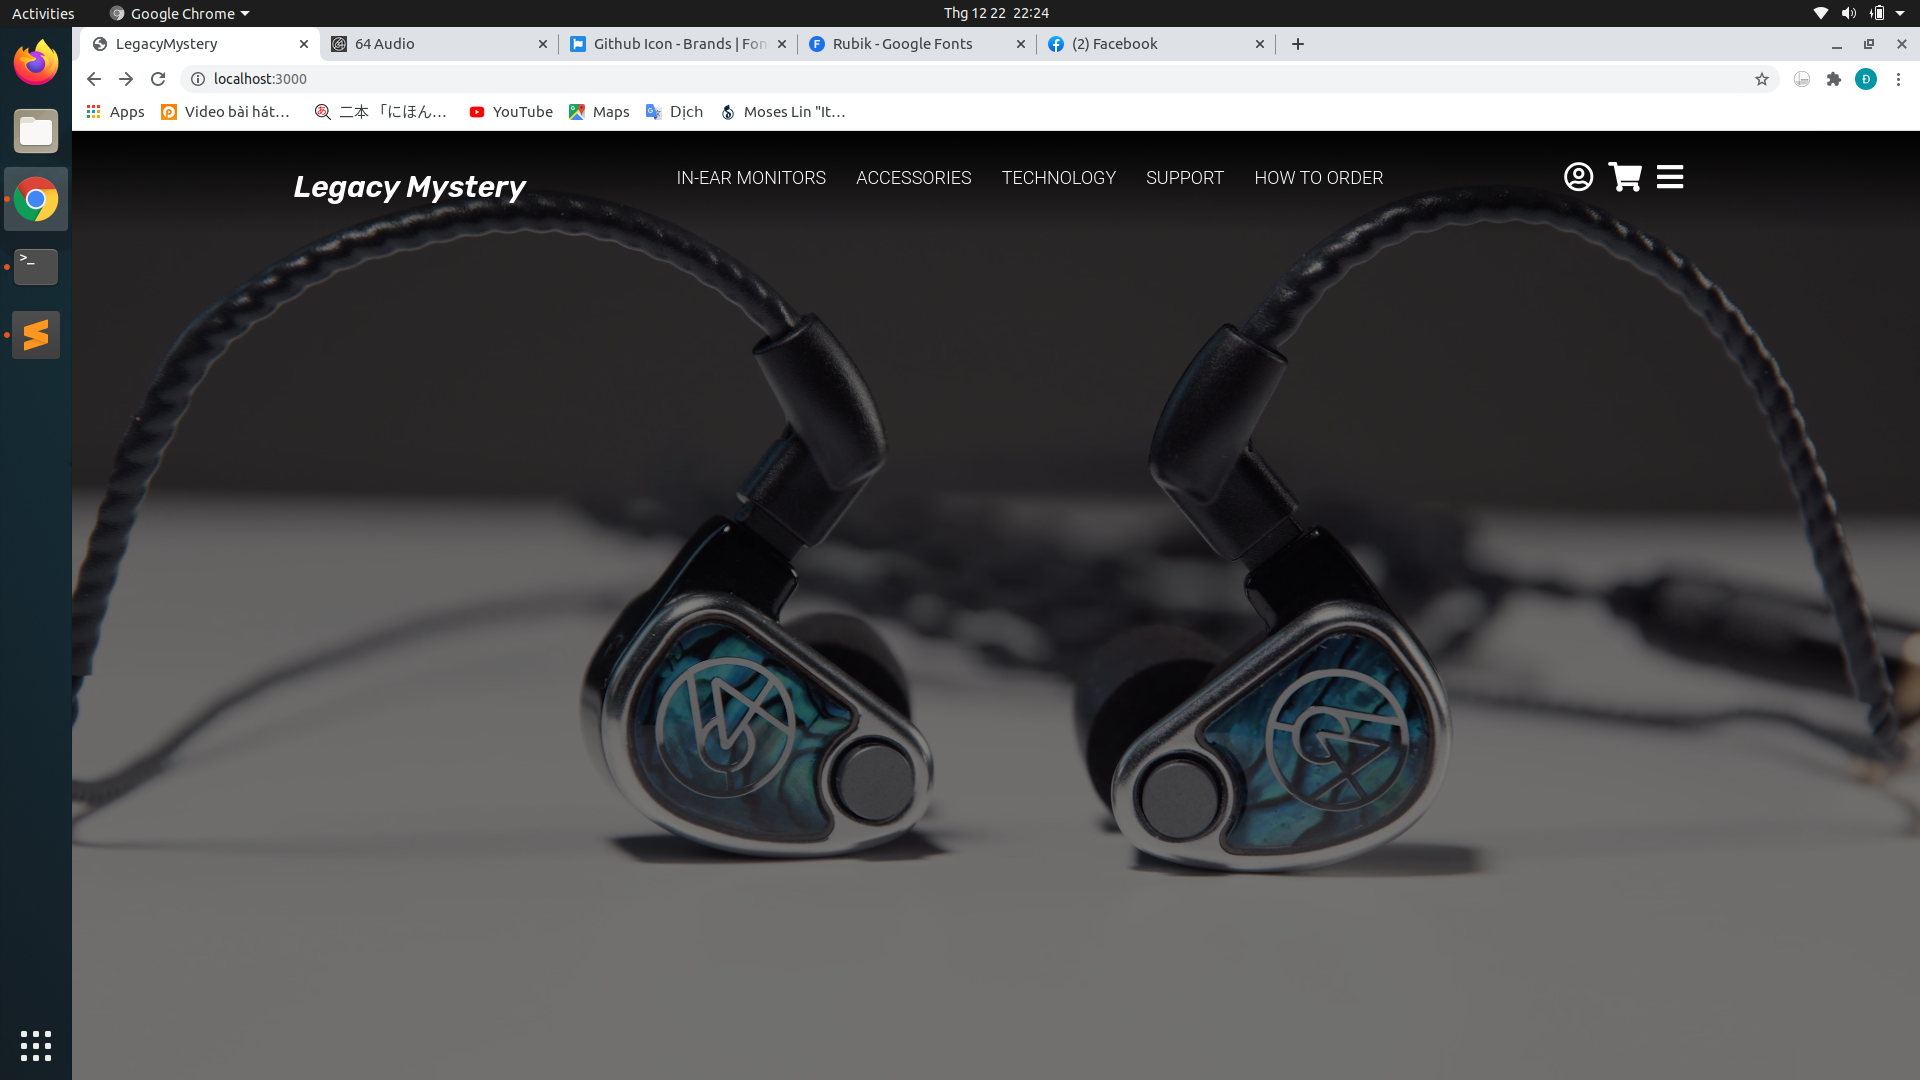 Activities
Google Chrome
Thg 12 22 22:24
LegacyMystery
64 Audio
Github Icon - Brands | Fon
Rubik - Google Fonts
(2) Facebook
localhost:3000
Đ
Apps
Video bài hát...
二本 「にほん...
YouTube
Maps
Dịch
Moses Lin "It...
Legacy Mystery
IN-EAR MONITORS
ACCESSORIES
TECHNOLOGY
SUPPORT
HOW TO ORDER